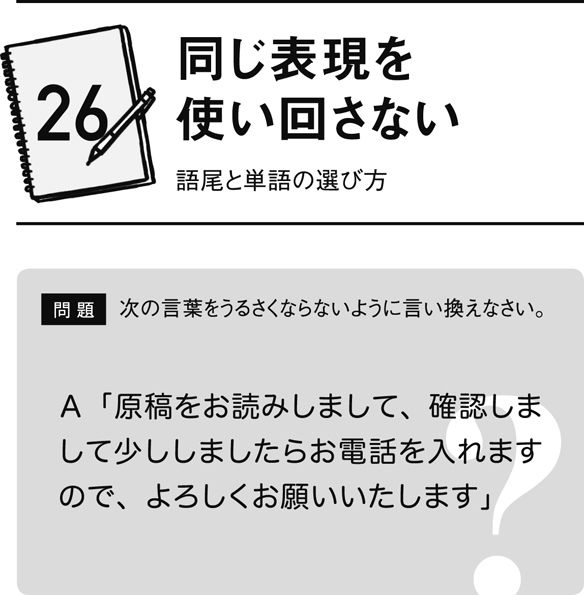 26
同じ表現を
使い回さない
語尾と単語の選び方
問題 次の言葉をうるさくならないように言い換えなさい。
A「原稿をお読みしまして、確認しま
して少ししましたらお電話を入れます
ので、よろしくお願いいたします」
?